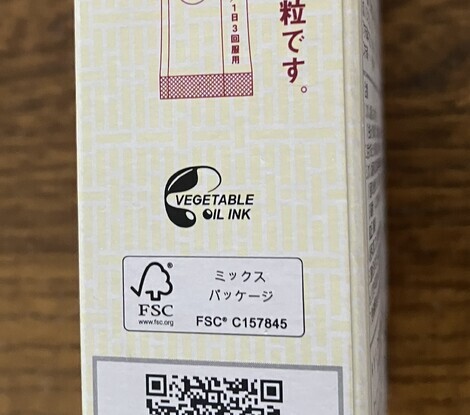 1日3回服用
粒です。
VEGETABLE
OIL INK
FSC®
www.fsc.org
ミックス
パッケージ
FSC® C157845